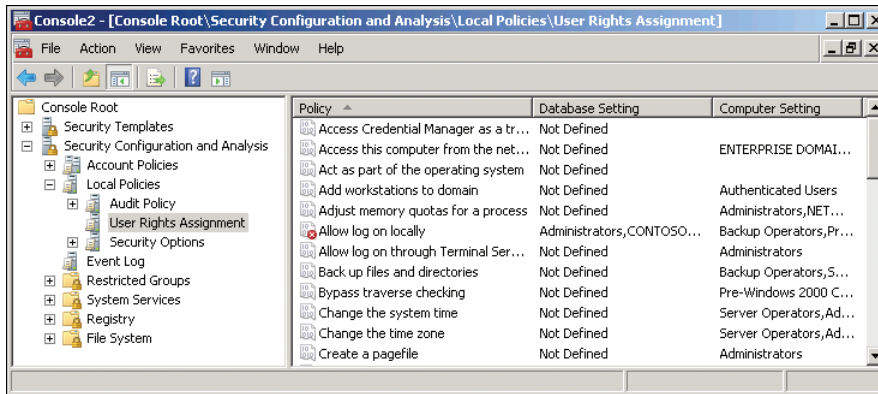 Console2 - [Console Root\Security Configuration and Analysis\Local Policies\User Rights Assignment]
File Action View Favorites Window Help
Console Root
Security Templates
Security Configuration and Analysis
Account Policies
Local Policies
Audit Policy
User Rights Assignment
Security Options
Event Log
Restricted Groups
System Services
Registry
File System
Policy Database Setting Computer Setting
Access Credential Manager as a tr... Not Defined
Access this computer from the net... Not Defined ENTERPRISE DOMAI...
Act as part of the operating system Not Defined
Add workstations to domain Not Defined Authenticated Users
Adjust memory quotas for a process Not Defined Administrators,NET...
Allow log on locally Administrators,CONTOSO... Backup Operators,Pr...
Allow log on through Terminal Ser... Not Defined Administrators
Back up files and directories Not Defined Backup Operators,S...
Bypass traverse checking Not Defined Pre-Windows 2000 C...
Change the system time Not Defined Server Operators,Ad...
Change the time zone Not Defined Server Operators,Ad...
Create a pagefile Not Defined Administrators